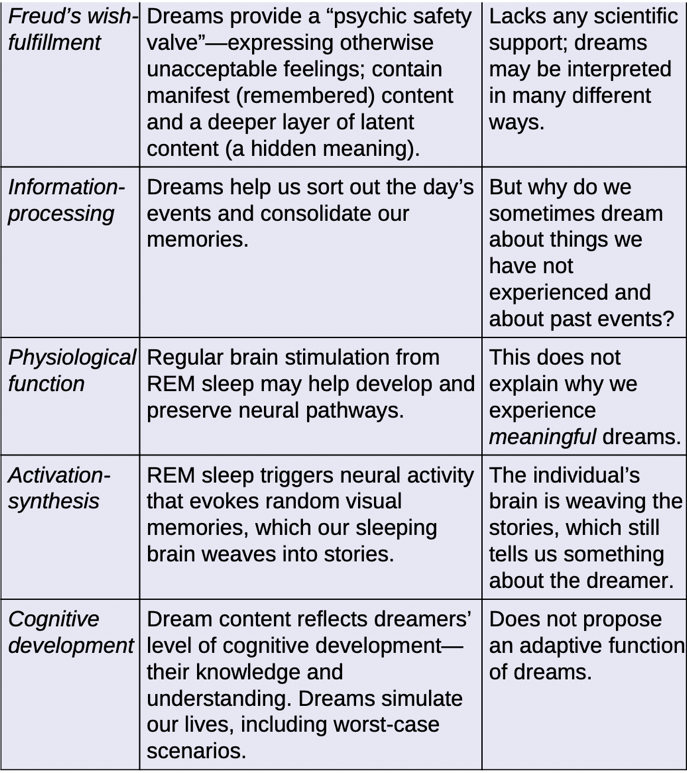 Freud's wish-
fulfillment
Dreams provide a “psychic safety
valve”—expressing otherwise
unacceptable feelings; contain
manifest (remembered) content
and a deeper layer of latent
content (a hidden meaning).
Lacks any scientific
support; dreams
may be interpreted
in many different
ways.
Information-
processing
Dreams help us sort out the day's
events and consolidate our
memories.
But why do we
sometimes dream
about things we
have not
experienced and
about past events?
Physiological
function
Regular brain stimulation from
REM sleep may help develop and
preserve neural pathways.
This does not
explain why we
experience
meaningful dreams.
Activation-
synthesis
REM sleep triggers neural activity
that evokes random visual
memories, which our sleeping
brain weaves into stories.
The individual's
brain is weaving the
stories, which still
tells us something
about the dreamer.
Cognitive
development
Dream content reflects dreamers'
level of cognitive development—
their knowledge and
understanding. Dreams simulate
our lives, including worst-case
scenarios.
Does not propose
an adaptive function
of dreams.